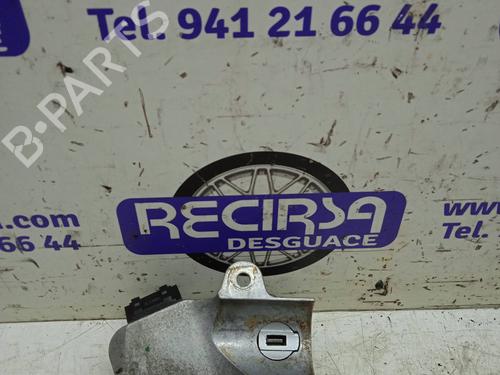 Tel. 941 21 66 44
B-PARTS
RECIRSA
DESGUACE
.com
www
66 44
Tel.